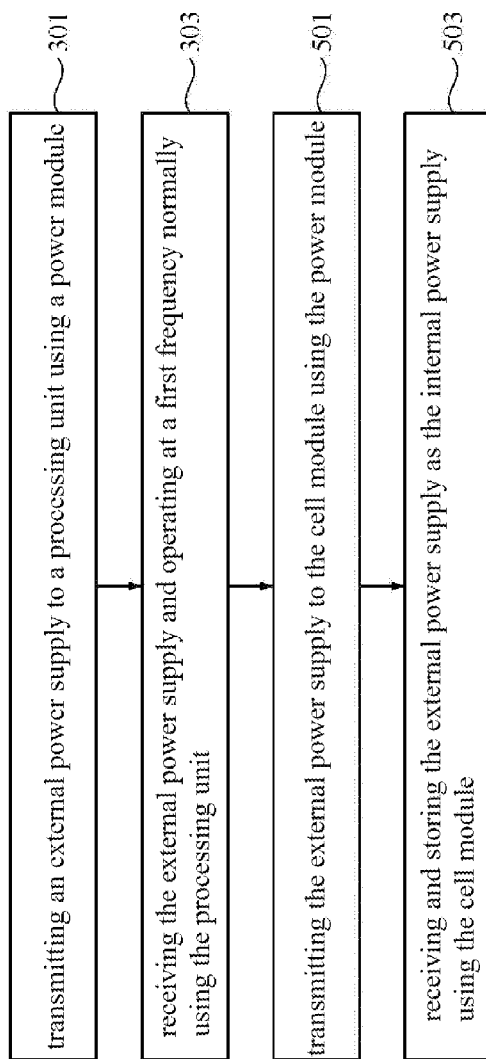 transmitting an external power supply to a processing unit using a power module
301
receiving the external power supply and operating at a first frequency normally
using the processing unit
303
transmitting the external power supply to the cell module using the power module
501
receiving and storing the external power supply as the internal power supply
using the cell module
503